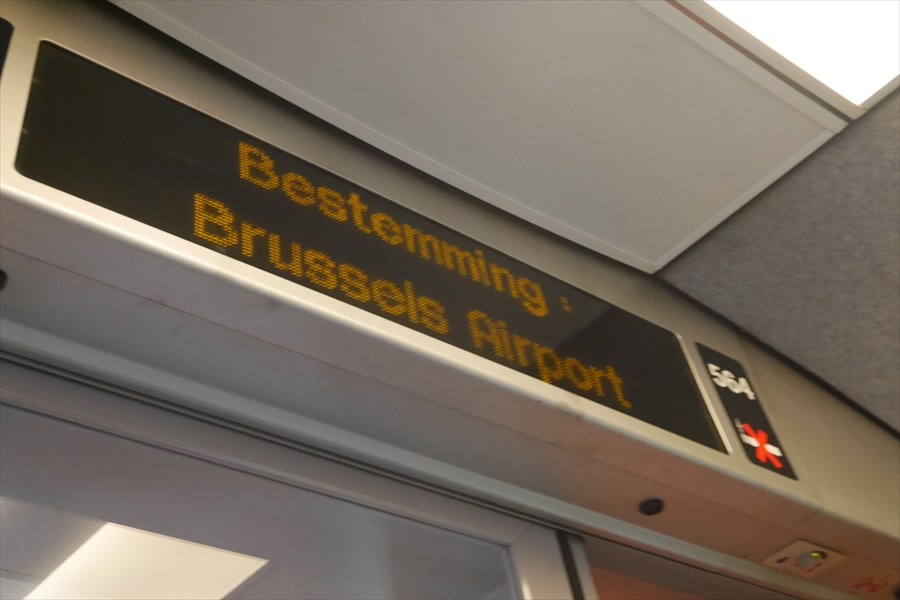 Bestemming :
Brussels Airport
564